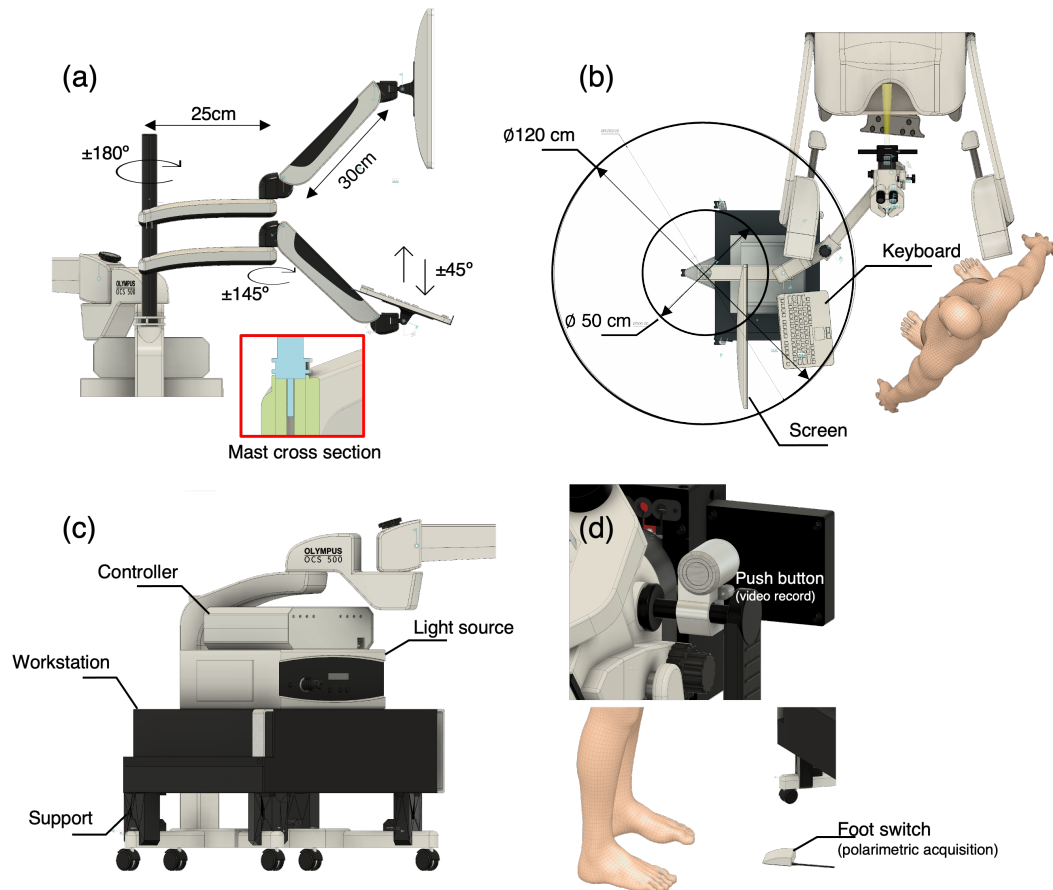 (a)
25cm
±180º
30cm
±45º
±145º
OLYMPUS
OCS 500
Mast cross section
(b)
Ø120 cm
Keyboard
Ø 50 cm
Screen
(c)
OLYMPUS
OCS 500
Controller
Light source
Workstation
Support
(d)
Push button
(video record)
Foot switch
(polarimetric acquisition)